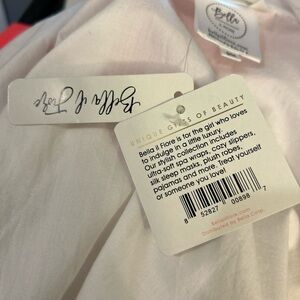 Bella il Fiore
Bella
UNIQUE GIFTS OF BEAUTY
Bella il Fiore is for the girl who loves
to indulge in a little luxury.
Our stylish collection includes
ultra-soft spa wraps, cozy slippers,
silk sleep masks, plush robes,
pajamas and more. Treat yourself
or someone you love!
8 52827 00898 7